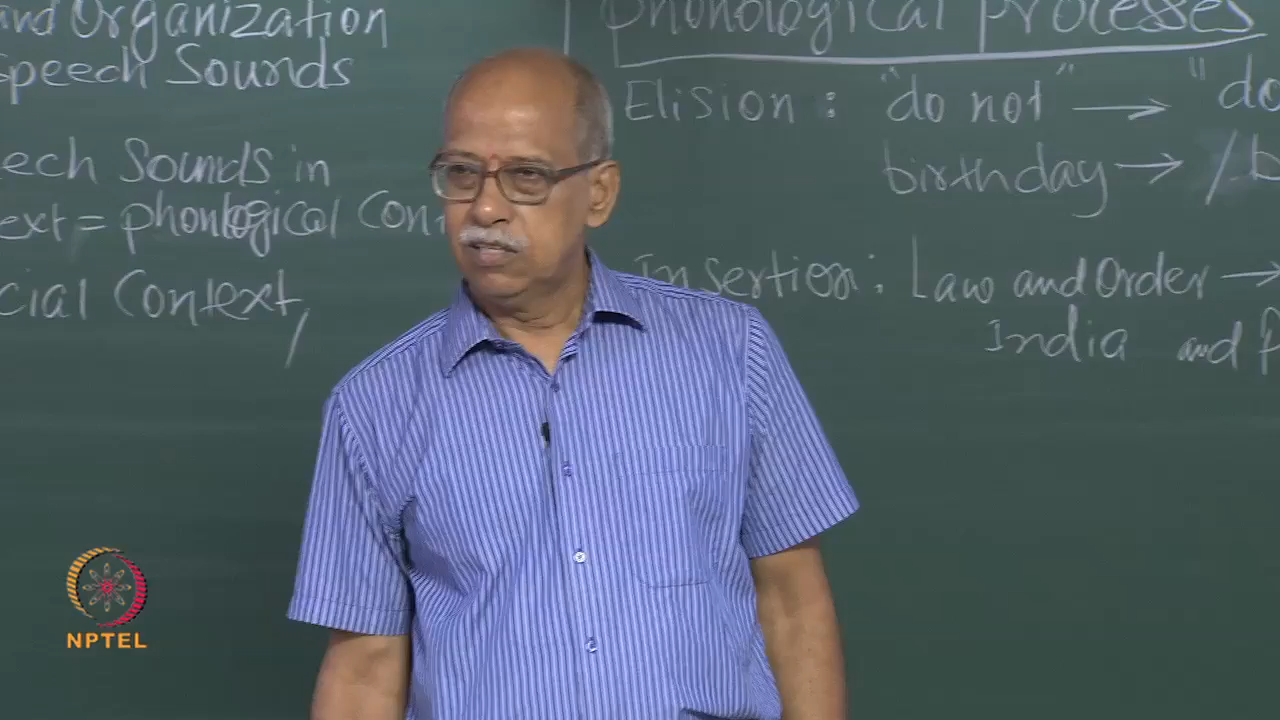 and Organization
Speech Sounds
ech Sounds in
ext = phonlogical Con
cial Context,
/
phonological processes
Elision : "do not" → "do
birthday → /b
Insertion : Law and Order →
India and P
NPTEL